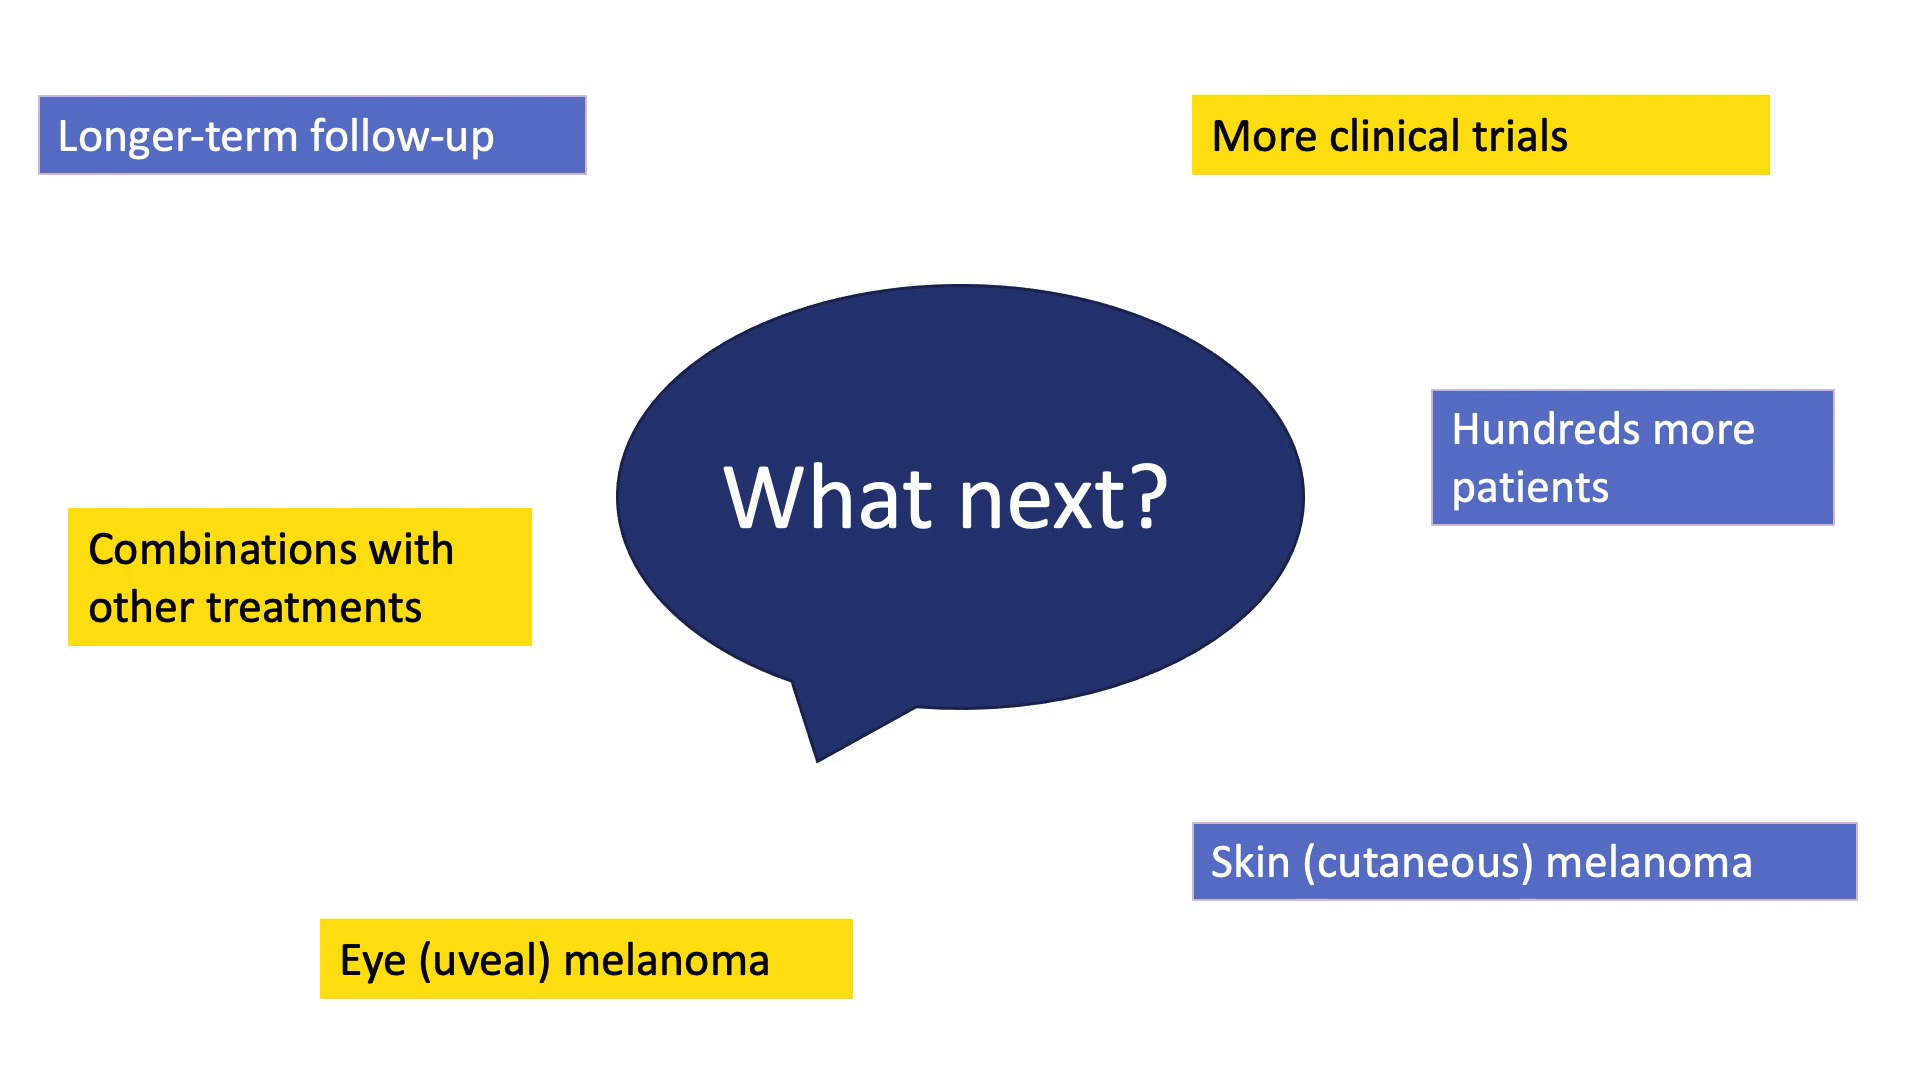 Longer-term follow-up
More clinical trials
Hundreds more
patients
What next?
Combinations with
other treatments
Skin (cutaneous) melanoma
Eye (uveal) melanoma